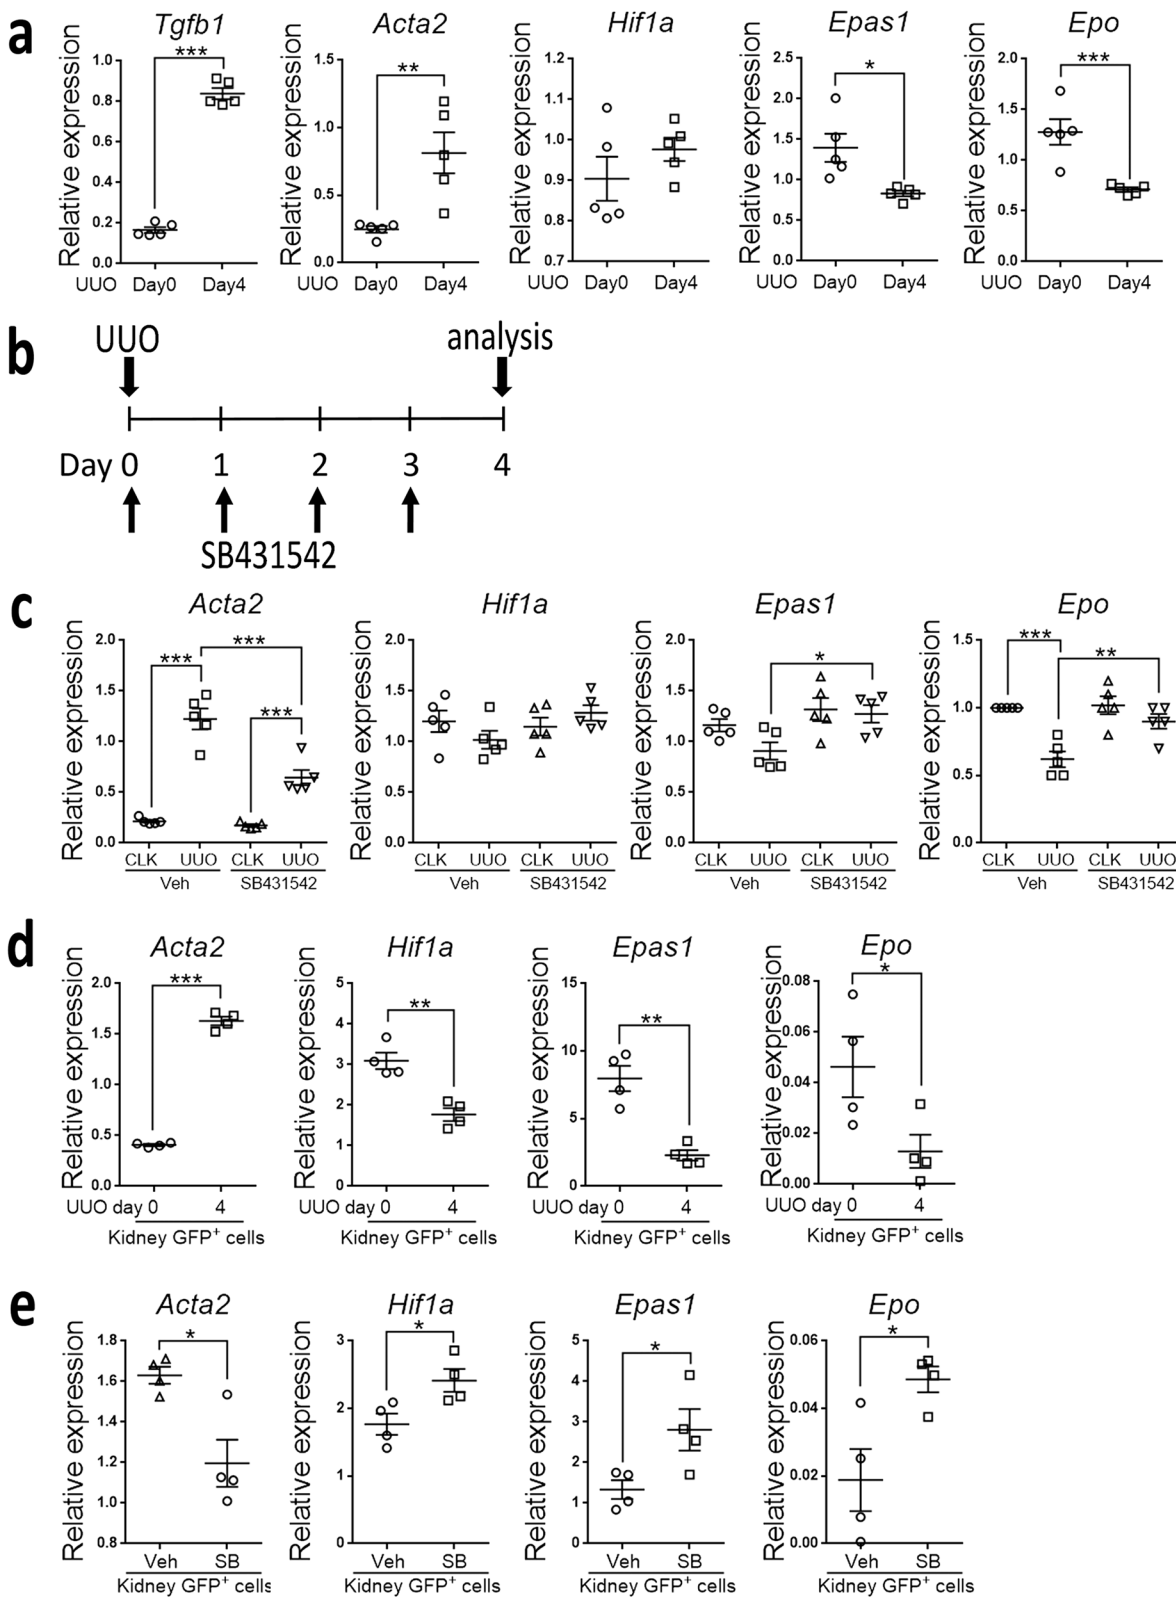 a
Tgfb1 Acta2 Hif1a Epas1 Epo
Relative expression Relative expression Relative expression Relative expression Relative expression
*** ** * ***
1.0 1.5 1.2 2.5 2.0
0.8 1.0 1.1 2.0 1.5
0.6 0.5 1.0 1.5 1.0
0.4 0.0 0.9 1.0 0.5
0.2 0.8 0.5 0.0
0.0 0.7 0.0
UUO Day0 Day4 UUO Day0 Day4 UUO Day0 Day4 UUO Day0 Day4 UUO Day0 Day4
b
UUO analysis
Day 0 1 2 3 4
SB431542
c
Acta2 Hif1a Epas1 Epo
Relative expression Relative expression Relative expression Relative expression
*** *** *** * *** **
2.0 2.0 2.0 1.5
1.5 1.5 1.5 1.0
1.0 1.0 1.0 0.5
0.5 0.5 0.5 0.0
0.0 0.0 0.0
CLK UUO CLK UUO CLK UUO CLK UUO CLK UUO CLK UUO CLK UUO CLK UUO
Veh SB431542 Veh SB431542 Veh SB431542 Veh SB431542
d
Acta2 Hif1a Epas1 Epo
Relative expression Relative expression Relative expression Relative expression
*** ** ** *
2.0 5 15 0.08
1.5 4 10 0.06
1.0 3 5 0.04
0.5 2 0 0.02
0.0 1 0.00
0
UUO day 0 4 UUO day 0 4 UUO day 0 4 UUO day 0 4
Kidney GFP+ cells Kidney GFP+ cells Kidney GFP+ cells Kidney GFP+ cells
e
Acta2 Hif1a Epas1 Epo
Relative expression Relative expression Relative expression Relative expression
* * * *
1.8 3 5 0.06
1.6 2 4 0.04
1.4 1 3 0.02
1.2 0 2 0.00
1.0 1
0.8 0
Veh SB Veh SB Veh SB Veh SB
Kidney GFP+ cells Kidney GFP+ cells Kidney GFP+ cells Kidney GFP+ cells